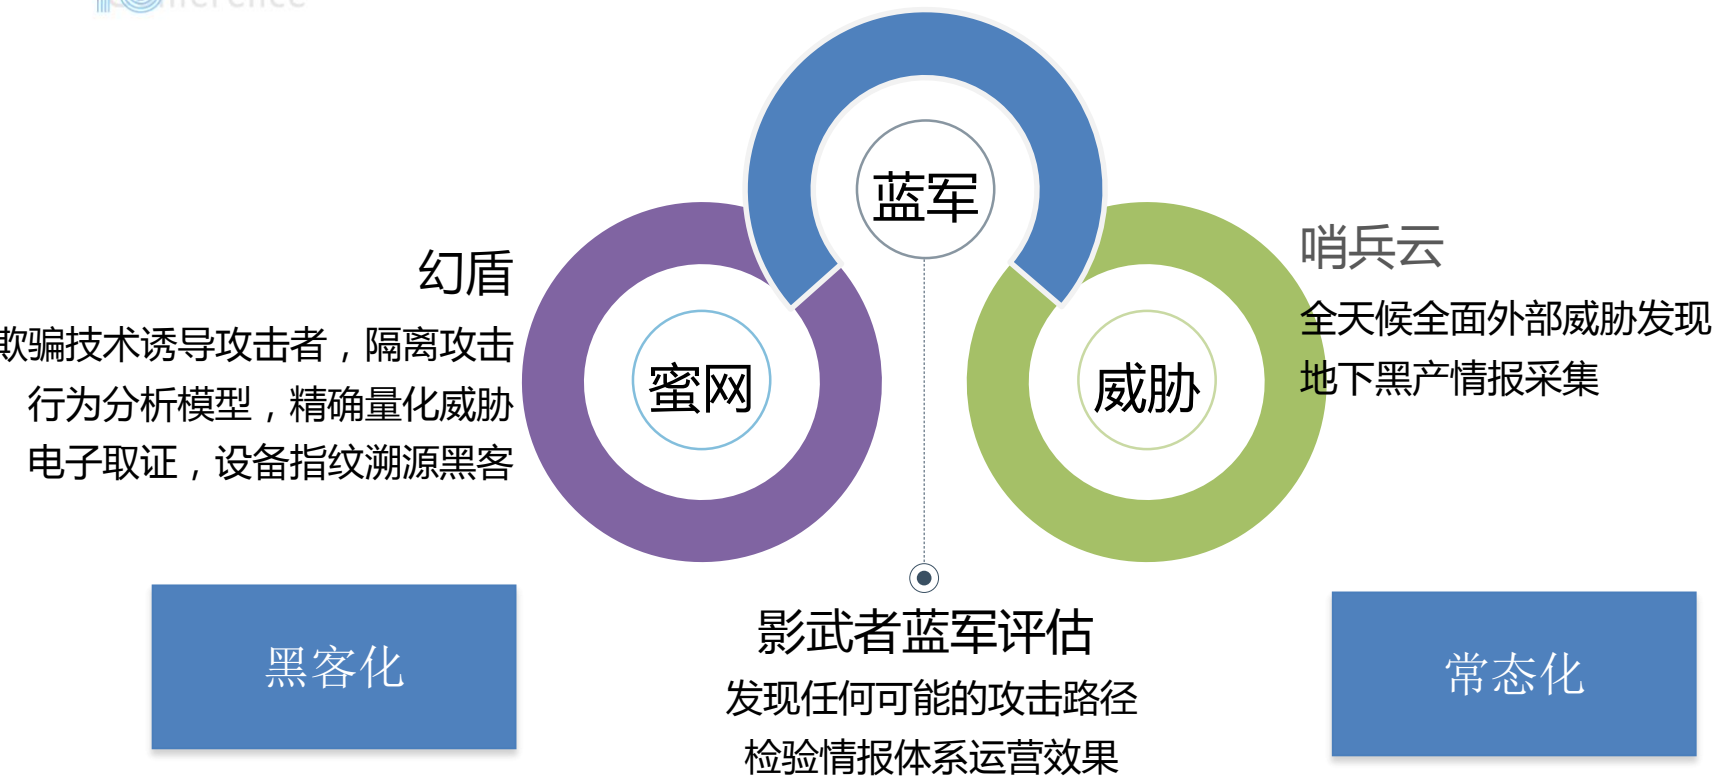 蓝军
幻盾
欺骗技术诱导攻击者，隔离攻击
行为分析模型，精确量化威胁
电子取证，设备指纹溯源黑客
蜜网
威胁
哨兵云
全天候全面外部威胁发现
地下黑产情报采集
影武者蓝军评估
发现任何可能的攻击路径
检验情报体系运营效果
黑客化
常态化